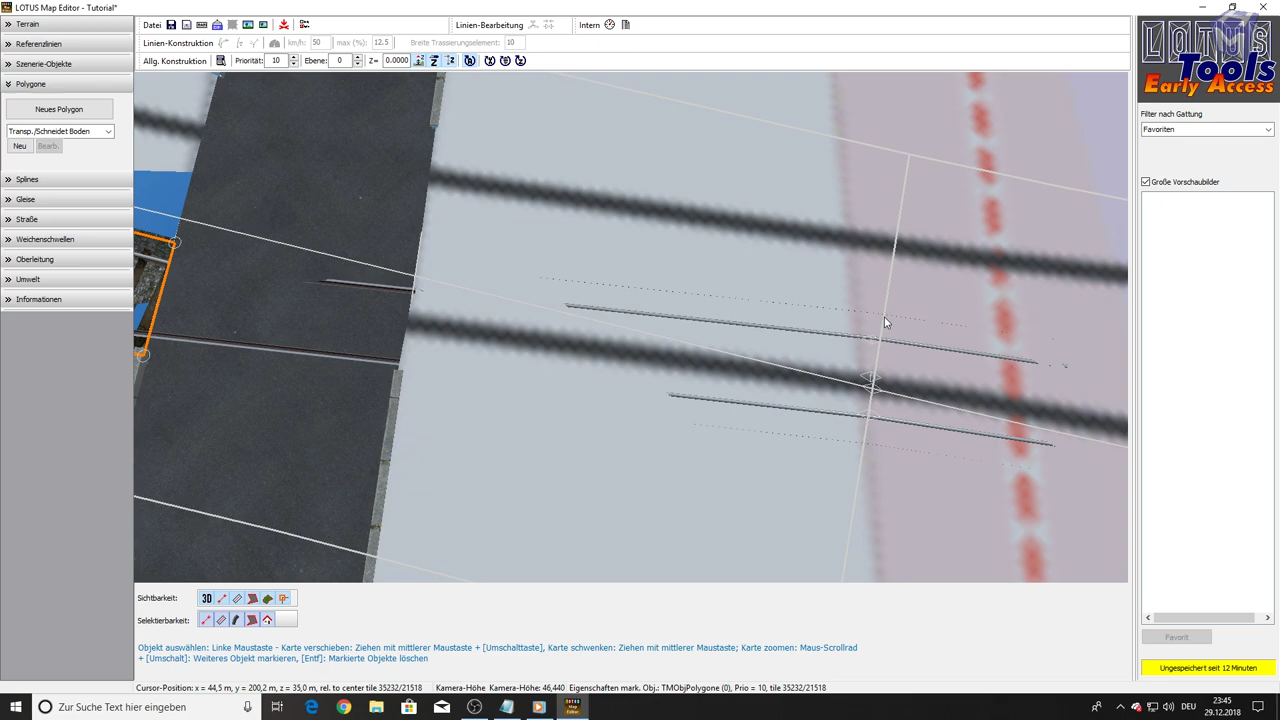 LOTUS Map Editor - Tutorial*
Terrain
Referenzlinien
Szenerie-Objekte
Polygone
Neues Polygon
Transp./Schneidet Boden
Neu Bearb.
Splines
Gleise
Straße
Weichenschwellen
Oberleitung
Umwelt
Informationen
Datei Linien-Bearbeitung Intern
Linien-Konstruktion km/h: 50 max (%): 12.5 Breite Trassierungselement: 10
Allg. Konstruktion Priorität: 10 Ebene: 0 Z= 0.0000
LOTUS
Tools
Early Access
Filter nach Gattung
Favoriten
Große Vorschaubilder
Favorit
Ungespeichert seit 12 Minuten
Sichtbarkeit: 3D
Selektierbarkeit:
Objekt auswählen: Linke Maustaste - Karte verschieben: Ziehen mit mittlerer Maustaste + [Umschalttaste], Karte schwenken: Ziehen mit mittlerer Maustaste; Karte zoomen: Maus-Scrollrad
+ [Umschalt]: Weiteres Objekt markieren, [Entf]: Markierte Objekte löschen
Cursor-Position: x = 44,5 m, y = 200,2 m, z = 35,0 m, rel. to center tile 35232/21518 Kamera-Höhe Kamera-Höhe: 46,440 Eigenschaften mark. Obj.: TMObjPolygone (0), Prio = 10, tile 35232/21518
Zur Suche Text hier eingeben
DEU
23:45
29.12.2018